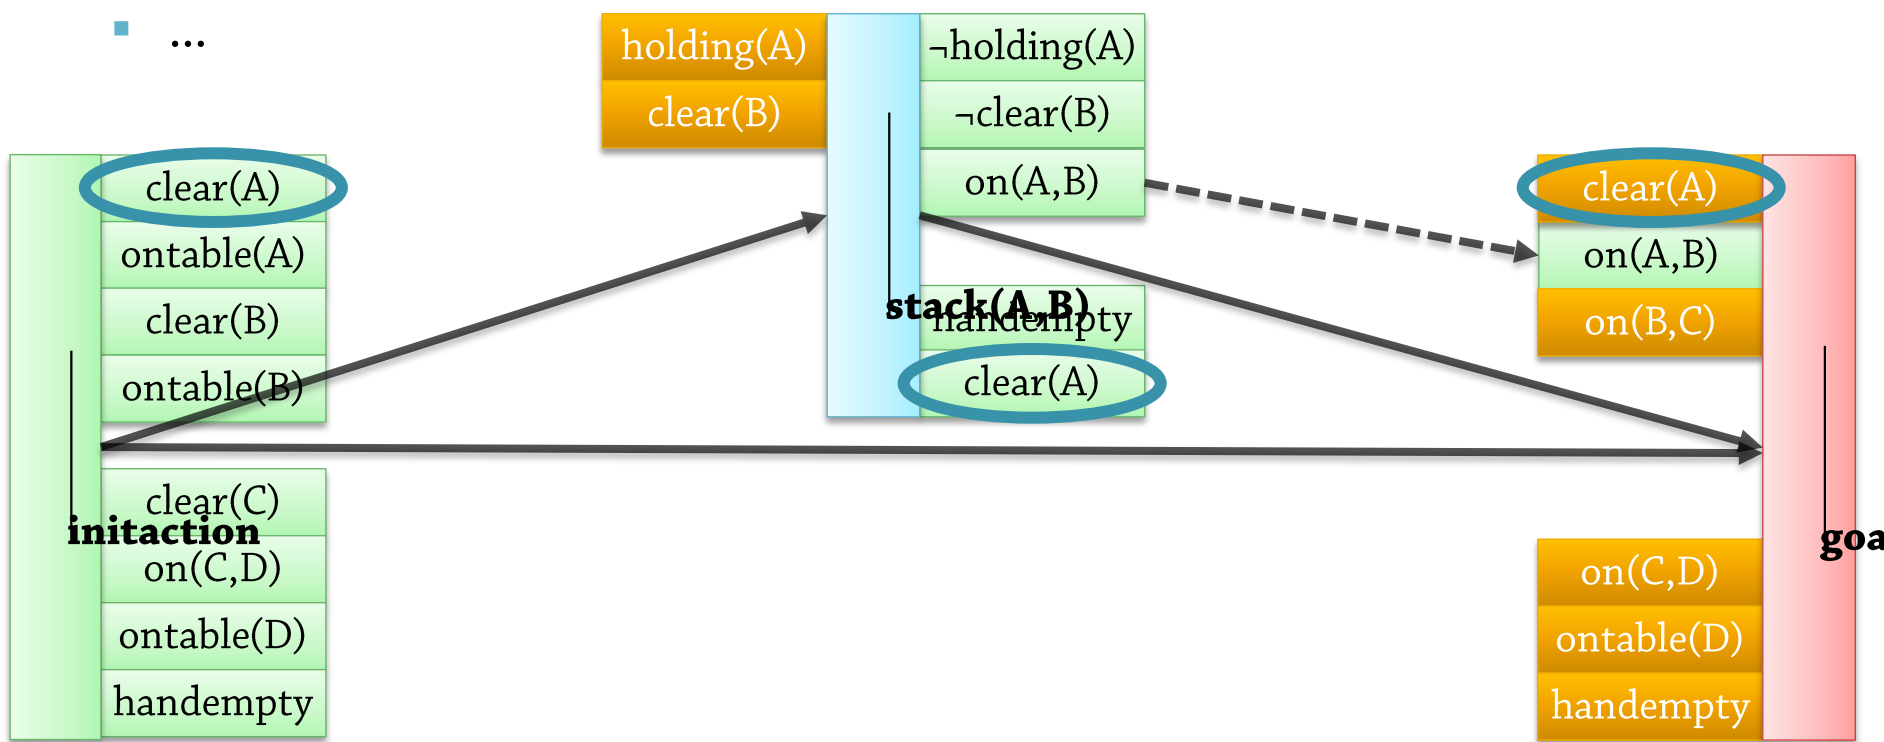 ...
holding(A)
clear(B)
¬holding(A)
¬clear(B)
on(A,B)
handempty
clear(A)
stack(A,B)
clear(A)
ontable(A)
clear(B)
ontable(B)
clear(C)
on(C,D)
ontable(D)
handempty
initaction
clear(A)
on(A,B)
on(B,C)
on(C,D)
ontable(D)
handempty
goa